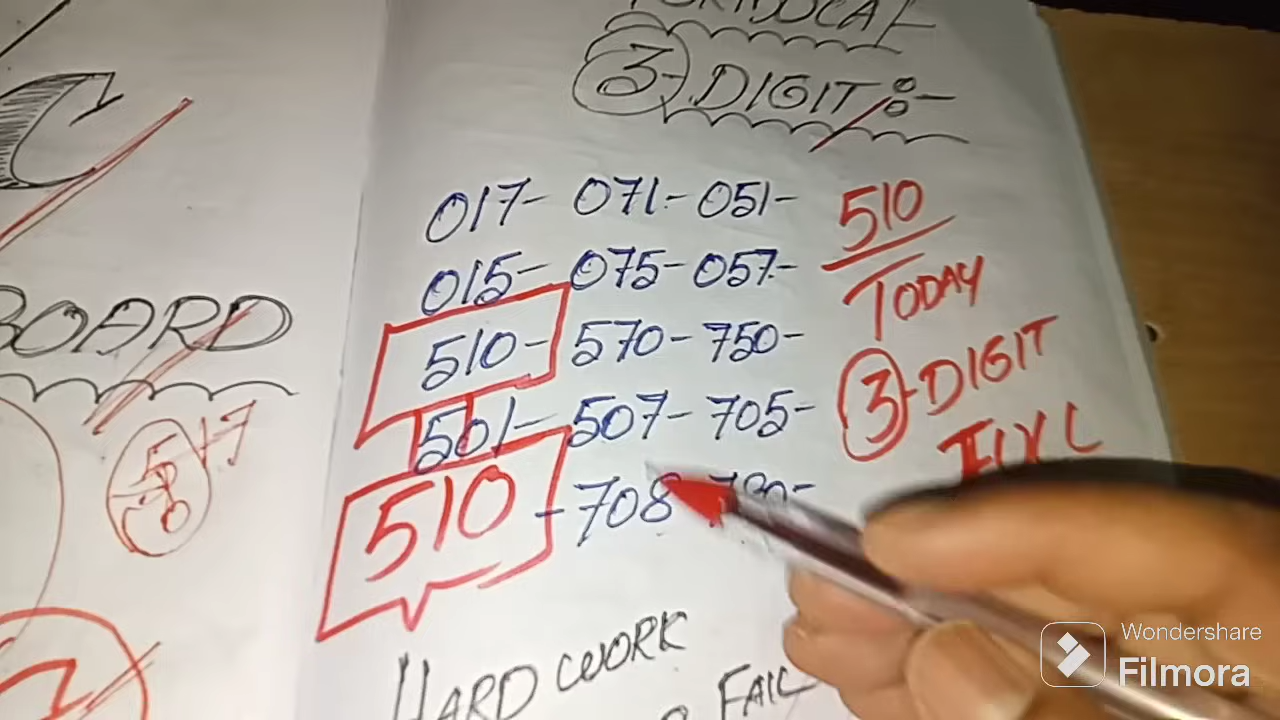 3-DIGIT:-
017- 071- 051-
015- 075- 057-
510- 570- 750-
501- 507- 705-
510 - 708
510
TODAY
3-DIGIT
BOARD
HARD WORK
FAIL
Wondershare
Filmora